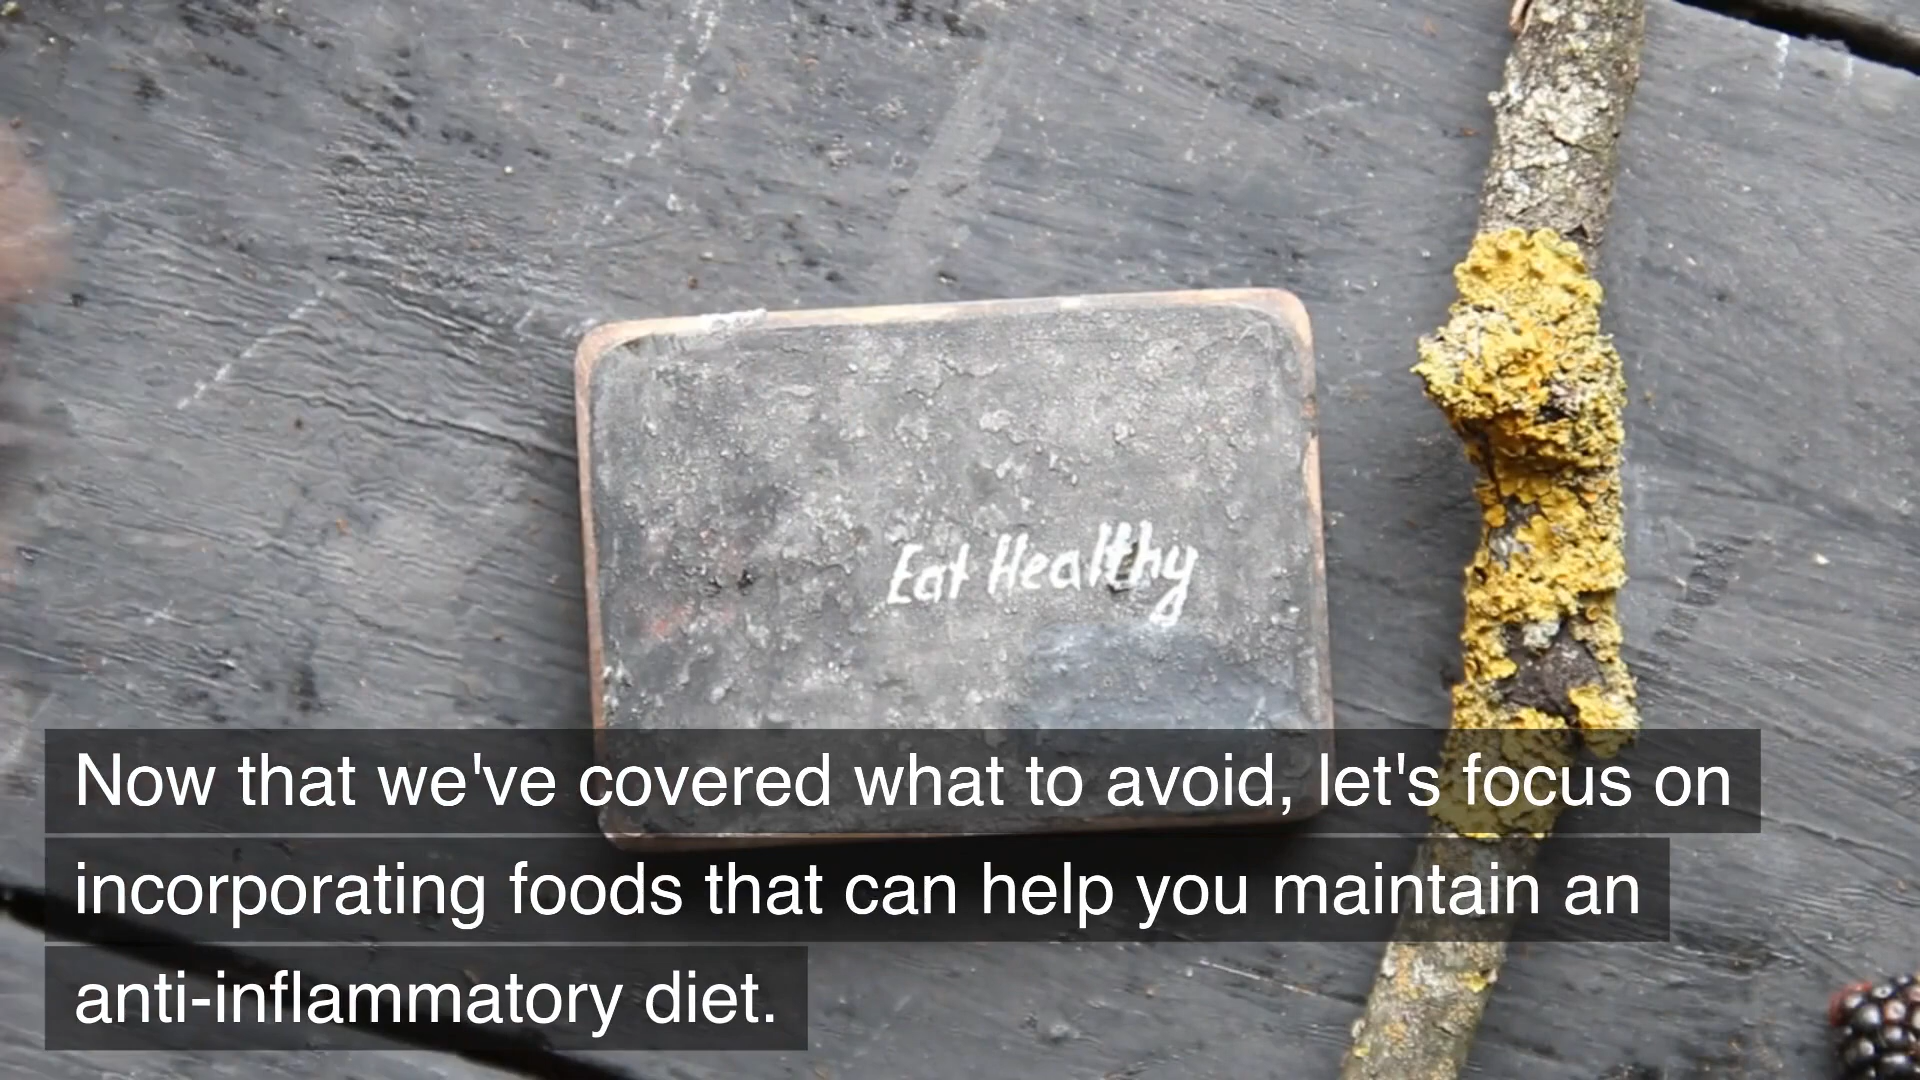 Eat Healthy
Now that we've covered what to avoid, let's focus on
incorporating foods that can help you maintain an
anti-inflammatory diet.